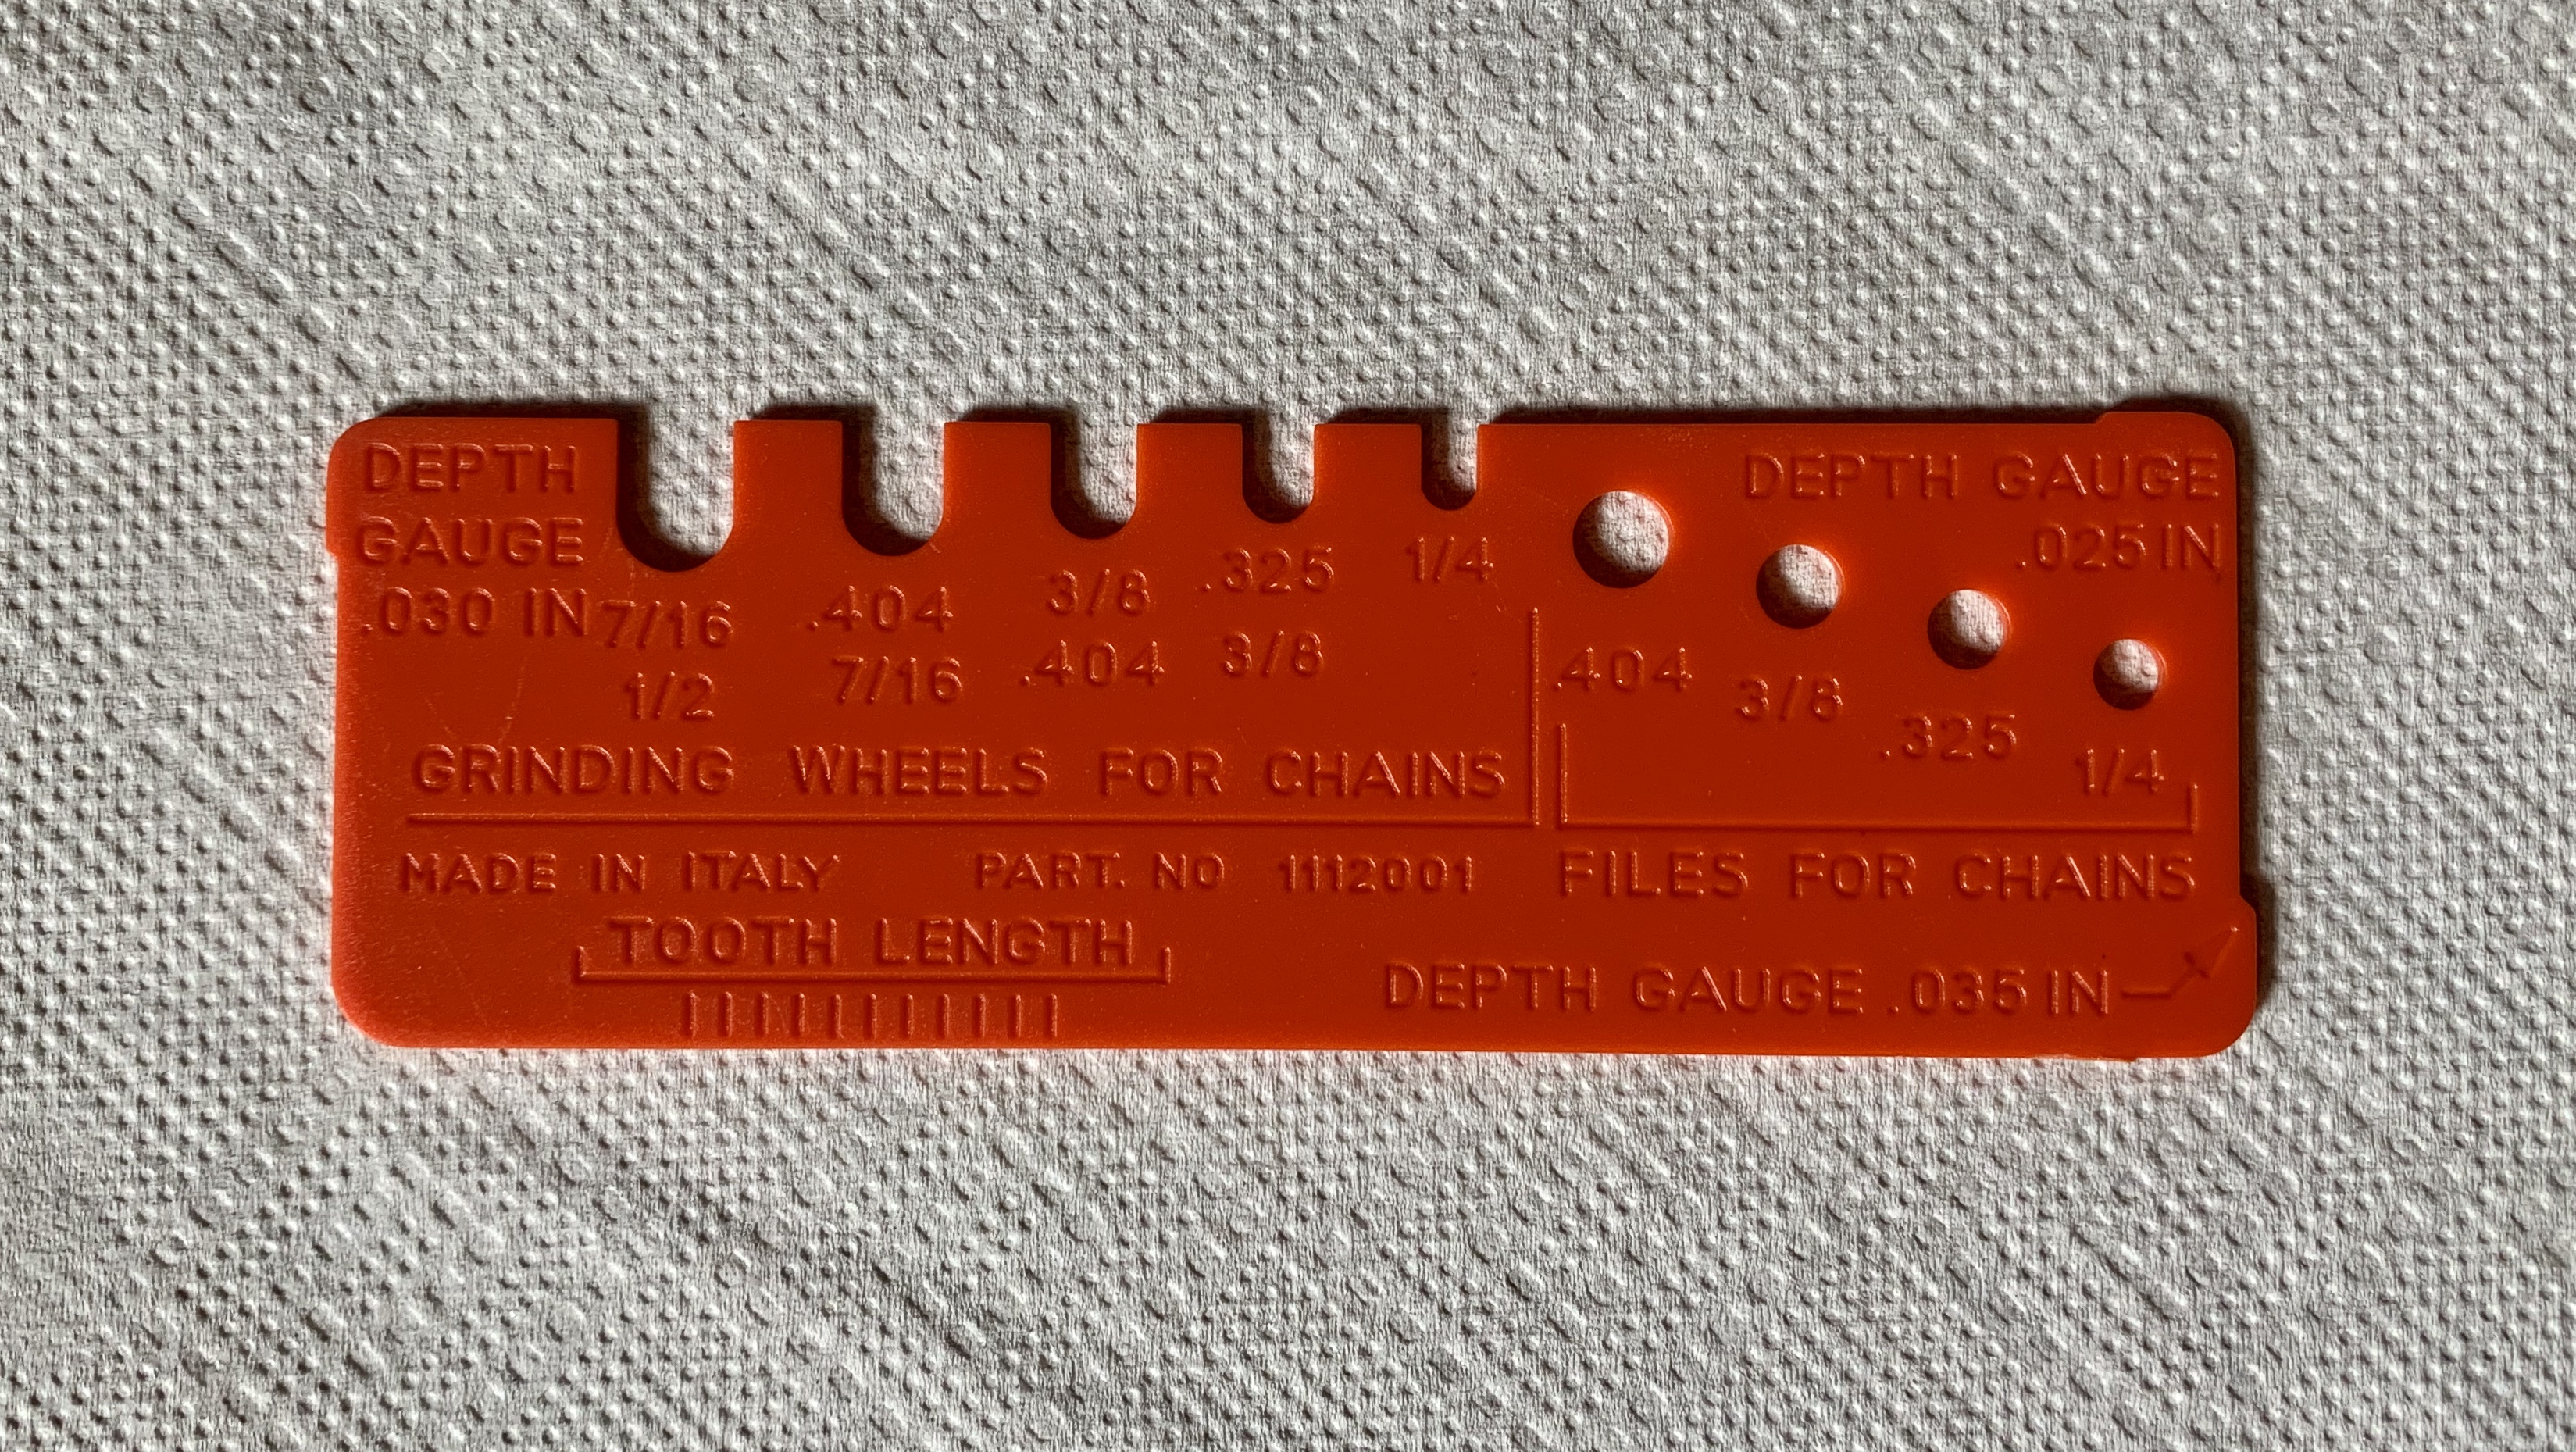 DEPTH
GAUGE
.030 IN
7/16 .404 3/8 .325 1/4
1/2 7/16 .404 3/8
GRINDING WHEELS FOR CHAINS
DEPTH GAUGE
.025 IN
.404 3/8 .325 1/4
FILES FOR CHAINS
MADE IN ITALY PART. NO 1112001
TOOTH LENGTH
DEPTH GAUGE .035 IN